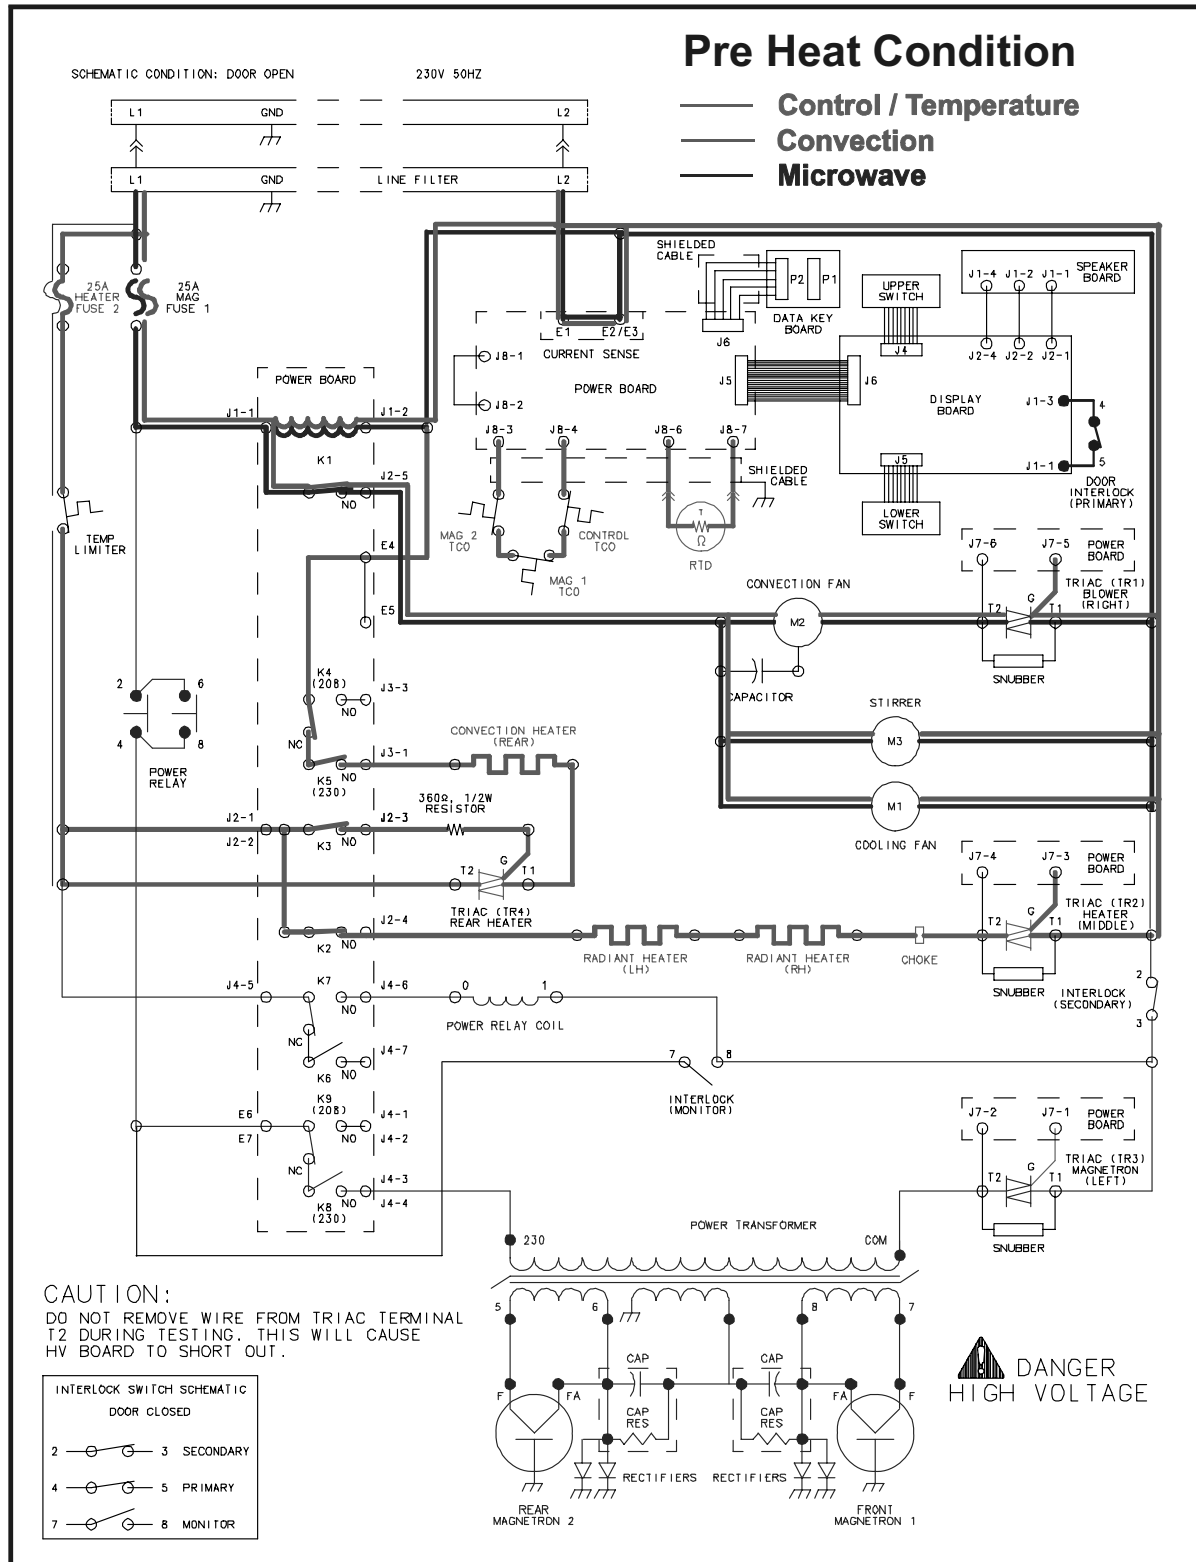 Pre Heat Condition
SCHEMATIC CONDITION: DOOR OPEN
230V 50HZ
Control / Temperature
Convection
Microwave
L1
GND
L2
L1
GND
LINE FILTER
L2
25A
HEATER
FUSE 2
25A
MAG
FUSE 1
SHIELDED
CABLE
P2
P1
DATA KEY
BOARD
J6
UPPER
SWITCH
J4
J1-4
J1-2
J1-1
SPEAKER
BOARD
J2-4
J2-2
J2-1
E1
E2/E3
CURRENT SENSE
J8-1
POWER BOARD
J8-2
J5
J6
DISPLAY
BOARD
J1-3
4
J1-1
5
DOOR
INTERLOCK
(PRIMARY)
POWER BOARD
J1-1
J1-2
K1
J2-5
NO
J8-3
J8-4
J8-6
J8-7
SHIELDED
CABLE
J5
LOWER
SWITCH
TEMP
LIMITER
MAG 2
TCO
CONTROL
TCO
MAG 1
TCO
T
Ω
RTD
E4
E5
CONVECTION FAN
M2
CAPACITOR
J7-6
J7-5
POWER
BOARD
TRIAC (TR1)
BLOWER
(RIGHT)
T2
G
T1
SNUBBER
2
6
4
8
POWER
RELAY
K4
(208)
NO
J3-3
NC
J3-1
K5
(230)
NO
CONVECTION HEATER
(REAR)
STIRRER
M3
M1
COOLING FAN
J2-1
J2-2
K3
NO
J2-3
360Ω, 1/2W
RESISTOR
T2
G
T1
TRIAC (TR4)
REAR HEATER
J7-4
J7-3
POWER
BOARD
TRIAC (TR2)
HEATER
(MIDDLE)
T2
G
T1
SNUBBER
J2-4
K2
NO
RADIANT HEATER
(LH)
RADIANT HEATER
(RH)
CHOKE
2
INTERLOCK
(SECONDARY)
3
J4-5
K7
NO
J4-6
0
1
POWER RELAY COIL
NC
J4-7
K6
NO
7
8
INTERLOCK
(MONITOR)
E6
E7
K9
(208)
NO
J4-1
J4-2
NC
J4-3
J4-4
K8
(230)
NO
J7-2
J7-1
POWER
BOARD
TRIAC (TR3)
MAGNETRON
(LEFT)
T2
G
T1
SNUBBER
POWER TRANSFORMER
230
COM
5
6
8
7
CAUTION:
DO NOT REMOVE WIRE FROM TRIAC TERMINAL
T2 DURING TESTING. THIS WILL CAUSE
HV BOARD TO SHORT OUT.
INTERLOCK SWITCH SCHEMATIC
DOOR CLOSED
2
3 SECONDARY
4
5 PRIMARY
7
8 MONITOR
F
FA
CAP
CAP
RES
CAP
CAP
RES
FA
F
RECTIFIERS
RECTIFIERS
REAR
MAGNETRON 2
FRONT
MAGNETRON 1
DANGER
HIGH VOLTAGE